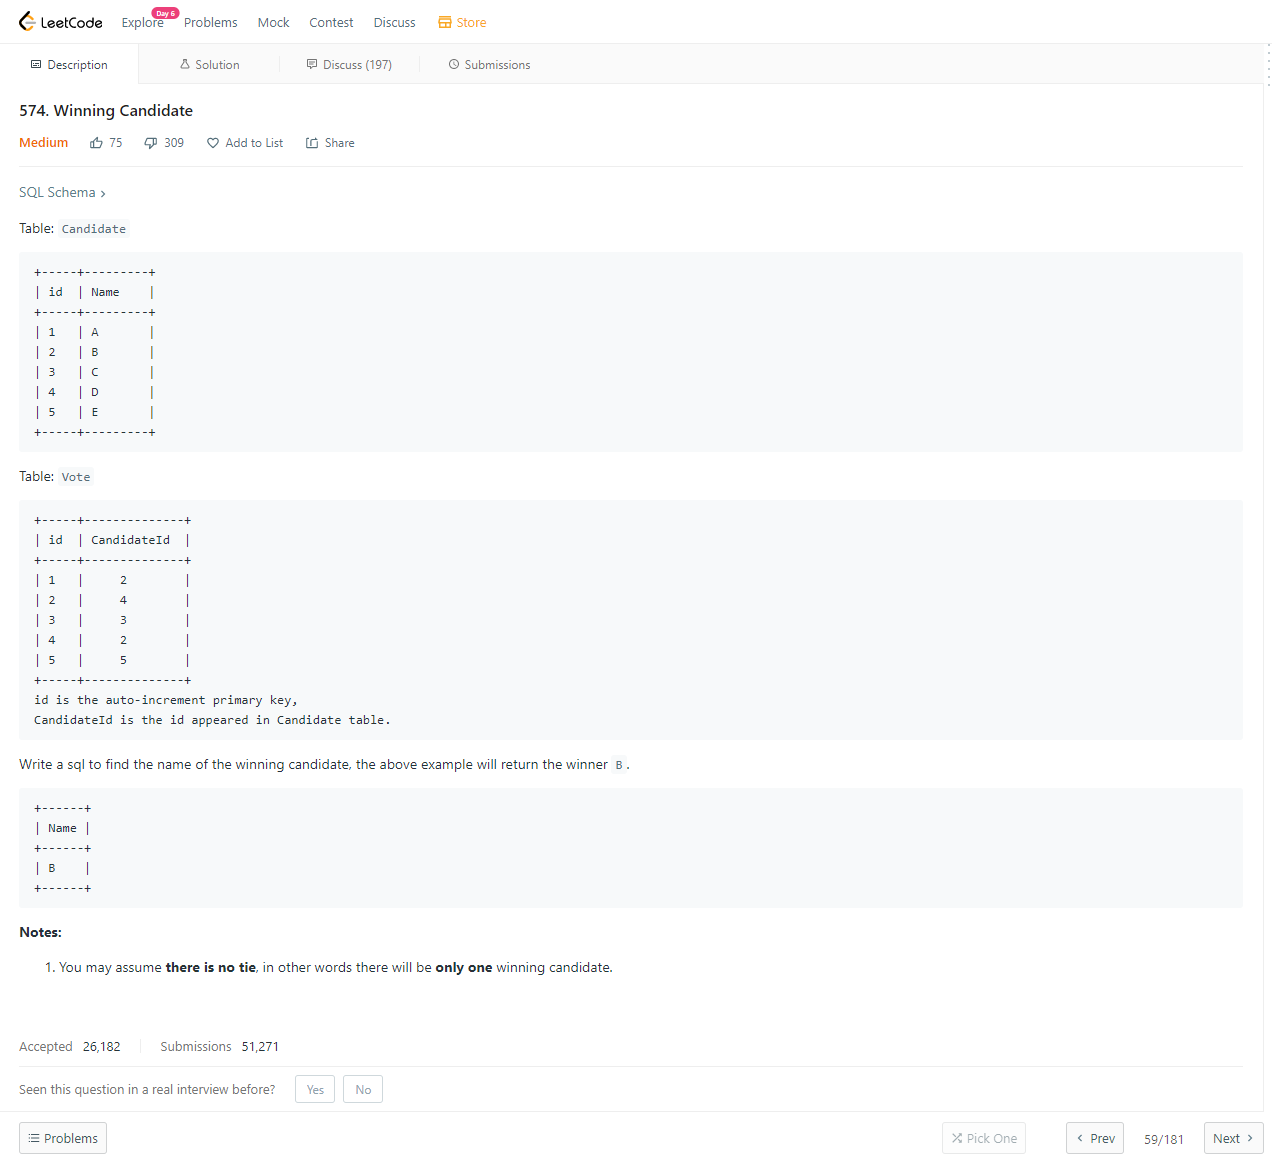 LeetCode Explore Day 6 Problems Mock Contest Discuss Store
Description Solution Discuss (197) Submissions
574. Winning Candidate
Medium 75 309 Add to List Share
SQL Schema >
Table: Candidate
+-----+---------+
| id  | Name    |
+-----+---------+
| 1   | A       |
| 2   | B       |
| 3   | C       |
| 4   | D       |
| 5   | E       |
+-----+---------+
Table: Vote
+-----+--------------+
| id  | CandidateId  |
+-----+--------------+
| 1   |     2        |
| 2   |     4        |
| 3   |     3        |
| 4   |     2        |
| 5   |     5        |
+-----+--------------+
id is the auto-increment primary key,
CandidateId is the id appeared in Candidate table.
Write a sql to find the name of the winning candidate, the above example will return the winner B .
+------+
| Name |
+------+
| B    |
+------+
Notes:
1. You may assume there is no tie, in other words there will be only one winning candidate.
Accepted 26,182 Submissions 51,271
Seen this question in a real interview before? Yes No
Problems Pick One < Prev 59/181 Next >